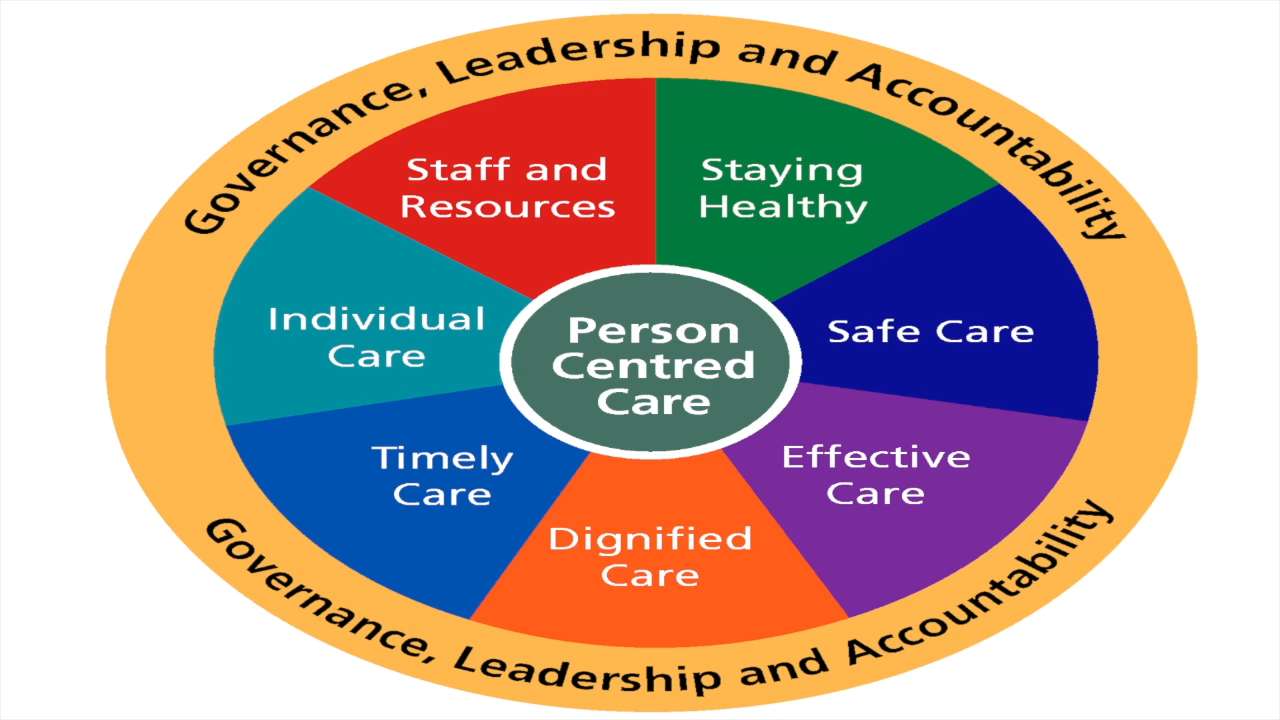 Governance, Leadership and Accountability
Staff and
Resources
Staying
Healthy
Individual
Care
Person
Centred
Care
Safe Care
Timely
Care
Effective
Care
Dignified
Care
Governance, Leadership and Accountability